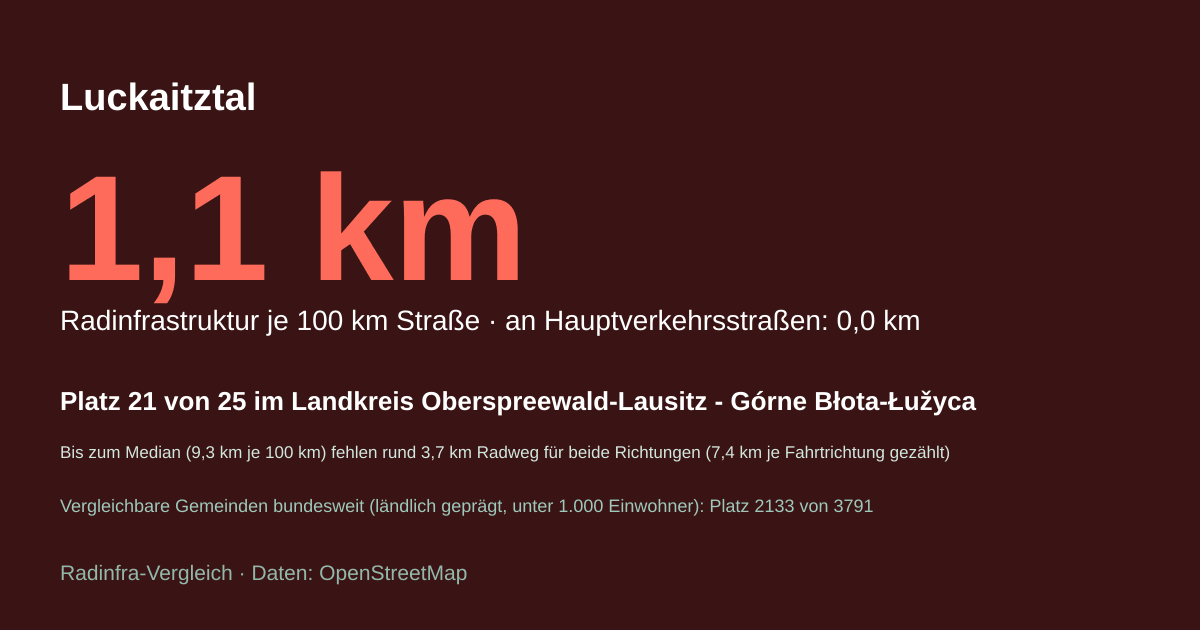 Luckaitztal
1,1 km
Radinfrastruktur je 100 km Straße · an Hauptverkehrsstraßen: 0,0 km
Platz 21 von 25 im Landkreis Oberspreewald-Lausitz - Górne Błota-Łužyca
Bis zum Median (9,3 km je 100 km) fehlen rund 3,7 km Radweg für beide Richtungen (7,4 km je Fahrtrichtung gezählt)
Vergleichbare Gemeinden bundesweit (ländlich geprägt, unter 1.000 Einwohner): Platz 2133 von 3791
Radinfra-Vergleich · Daten: OpenStreetMap